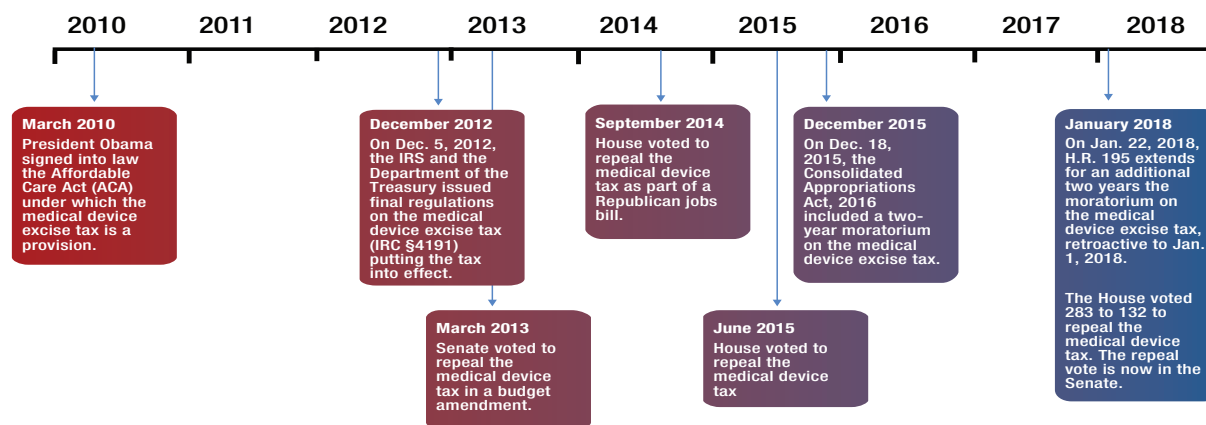 2010 2011 2012 2013 2014 2015 2016 2017 2018
March 2010
President Obama
signed into law
the Affordable
Care Act (ACA)
under which the
medical device
excise tax is a
provision.
December 2012
On Dec. 5, 2012,
the IRS and the
Department of the
Treasury issued
final regulations
on the medical
device excise tax
(IRC §4191)
putting the tax
into effect.
March 2013
Senate voted to
repeal the
medical device
tax in a budget
amendment.
September 2014
House voted to
repeal the
medical device
tax as part of a
Republican jobs
bill.
June 2015
House voted to
repeal the
medical device
tax
December 2015
On Dec. 18,
2015, the
Consolidated
Appropriations
Act, 2016
included a two-
year moratorium
on the medical
device excise tax.
January 2018
On Jan. 22, 2018,
H.R. 195 extends
for an additional
two years the
moratorium on
the medical
device excise tax,
retroactive to Jan.
1, 2018.
The House voted
283 to 132 to
repeal the
medical device
tax. The repeal
vote is now in the
Senate.